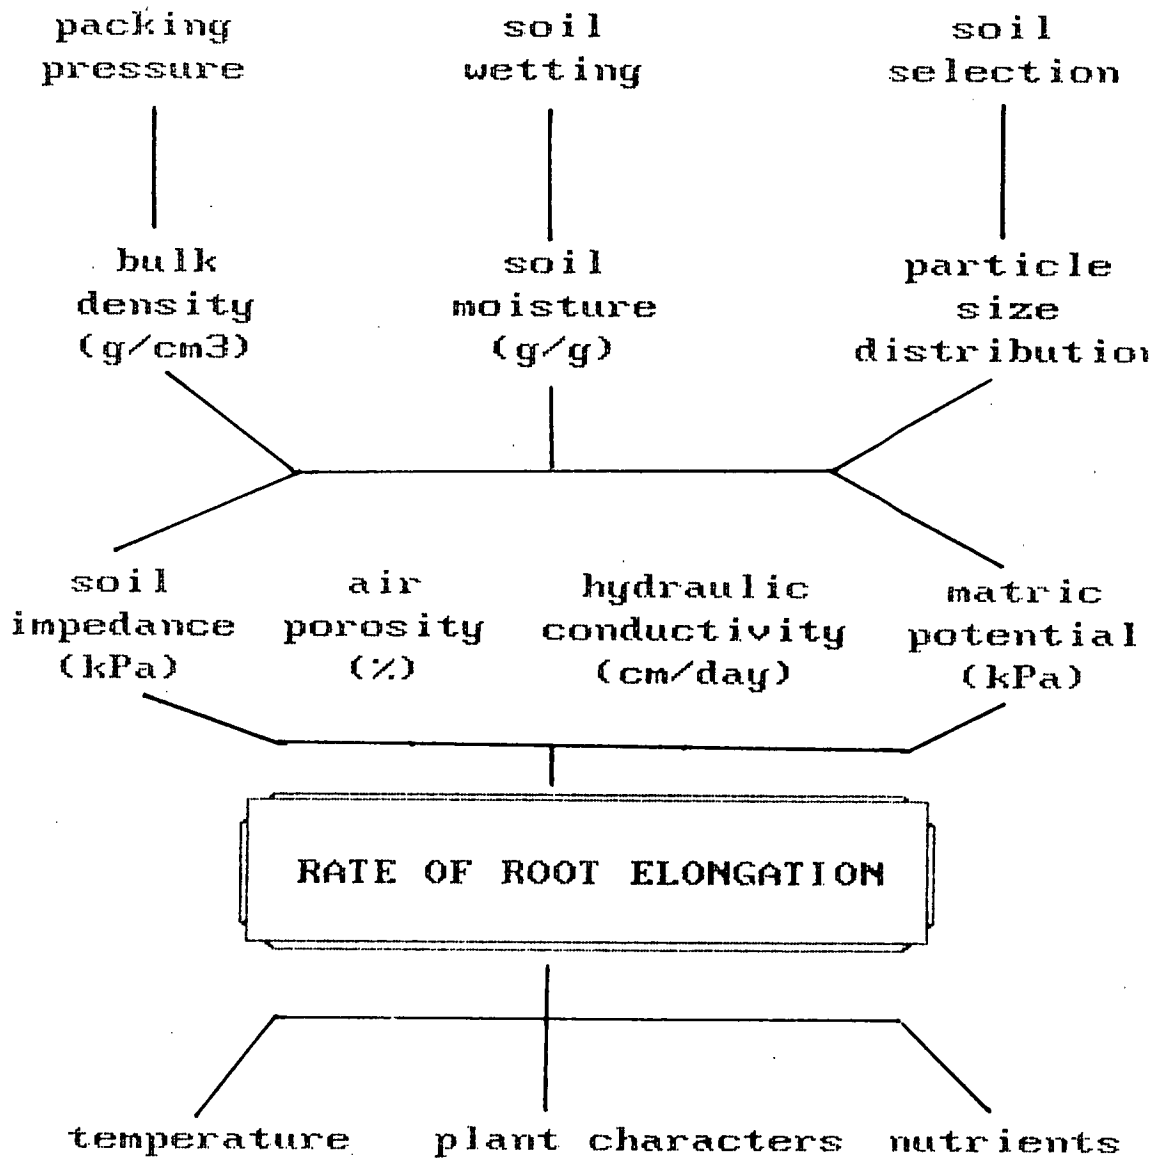 packing
pressure
soil
wetting
soil
selection
bulk
density
(g/cm3)
soil
moisture
(g/g)
particle
size
distribution
soil
impedance
(kPa)
air
porosity
(%)
hydraulic
conductivity
(cm/day)
matric
potential
(kPa)
RATE OF ROOT ELONGATION
temperature
plant characters
nutrients